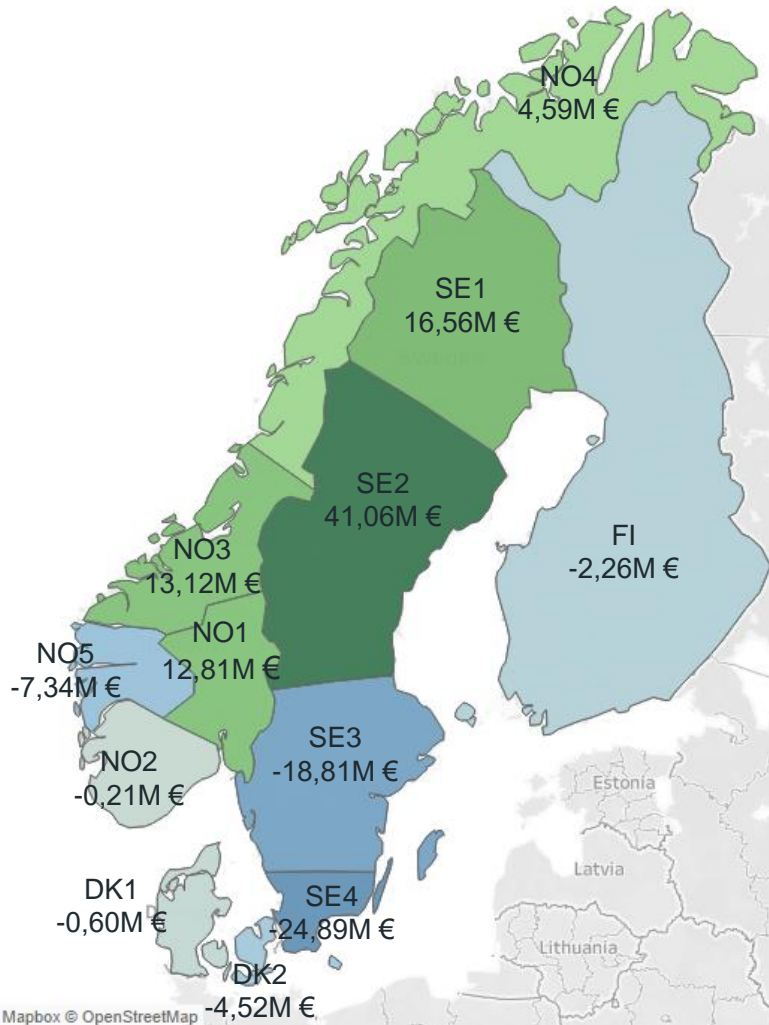 NO4
4,59M €
SE1
16,56M €
SE2
41,06M €
FI
-2,26M €
NO3
13,12M €
NO1
12,81M €
NO5
-7,34M €
SE3
-18,81M €
NO2
-0,21M €
Estonia
DK1
-0,60M €
Latvia
SE4
-24,89M €
Lithuania
DK2
-4,52M €
Mapbox © OpenStreetMap